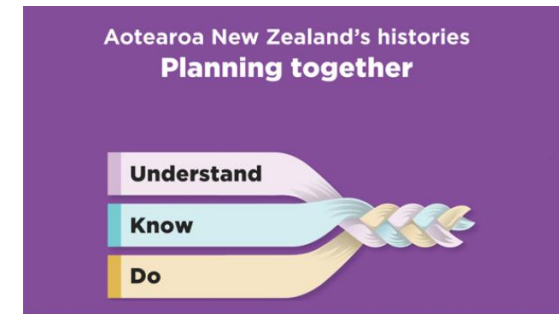 Aotearoa New Zealand’s histories
Planning together
Understand
Know
Do